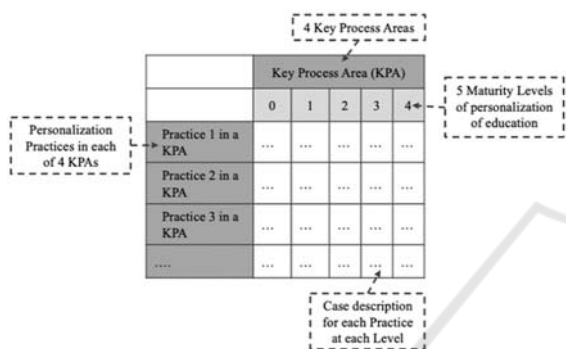 4 Key Process Areas
Key Process Area (KPA)
0 1 2 3 4
5 Maturity Levels
of personalization
of education
Personalization
Practices in each
of 4 KPAs
Practice 1 in a
KPA
... ... ... ... ...
Practice 2 in a
KPA
... ... ... ... ...
Practice 3 in a
KPA
... ... ... ... ...
....
... ... ... ... ...
Case description
for each Practice
at each Level